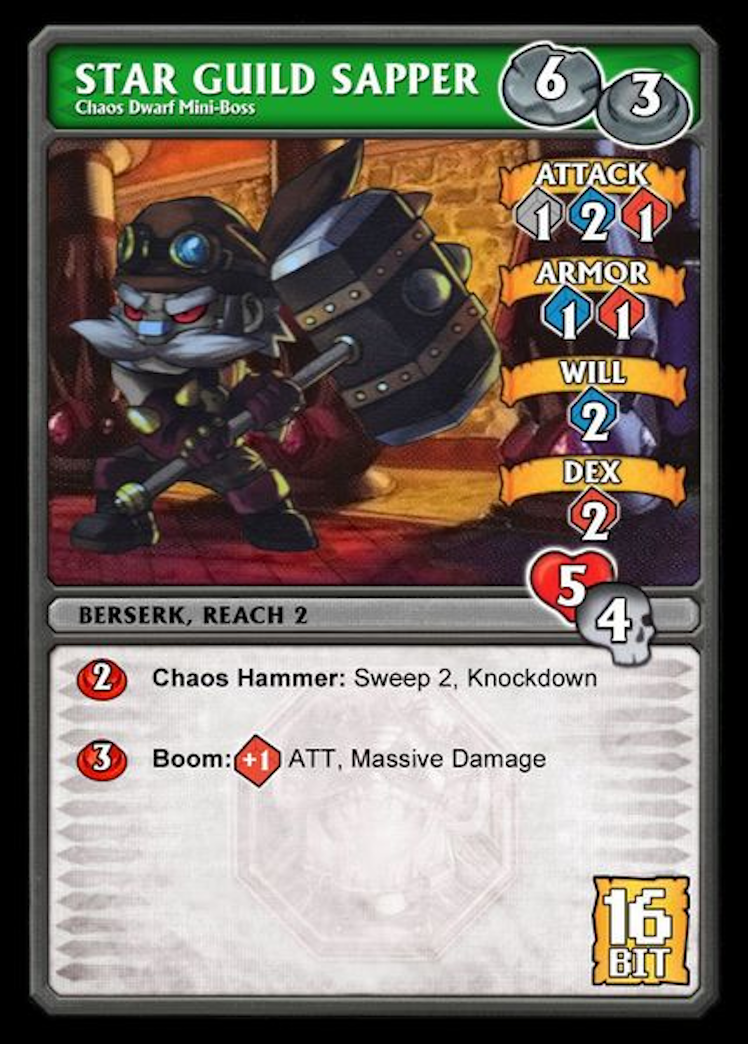 STAR GUILD SAPPER
Chaos Dwarf Mini-Boss
6 3
ATTACK
1 2 1
ARMOR
1 1
WILL
2
DEX
2
5
4
BERSERK, REACH 2
2 Chaos Hammer: Sweep 2, Knockdown
3 Boom: +1 ATT, Massive Damage
16
BIT